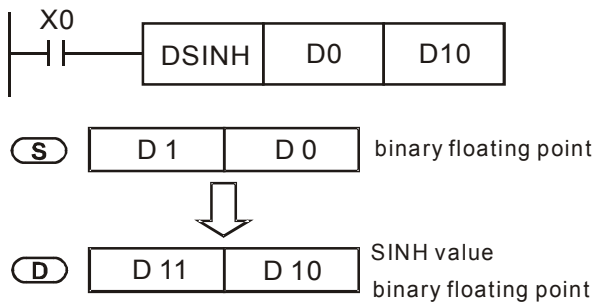 X0
DSINH D0 D10
S D 1 D 0 binary floating point
D D 11 D 10 SINH value
binary floating point